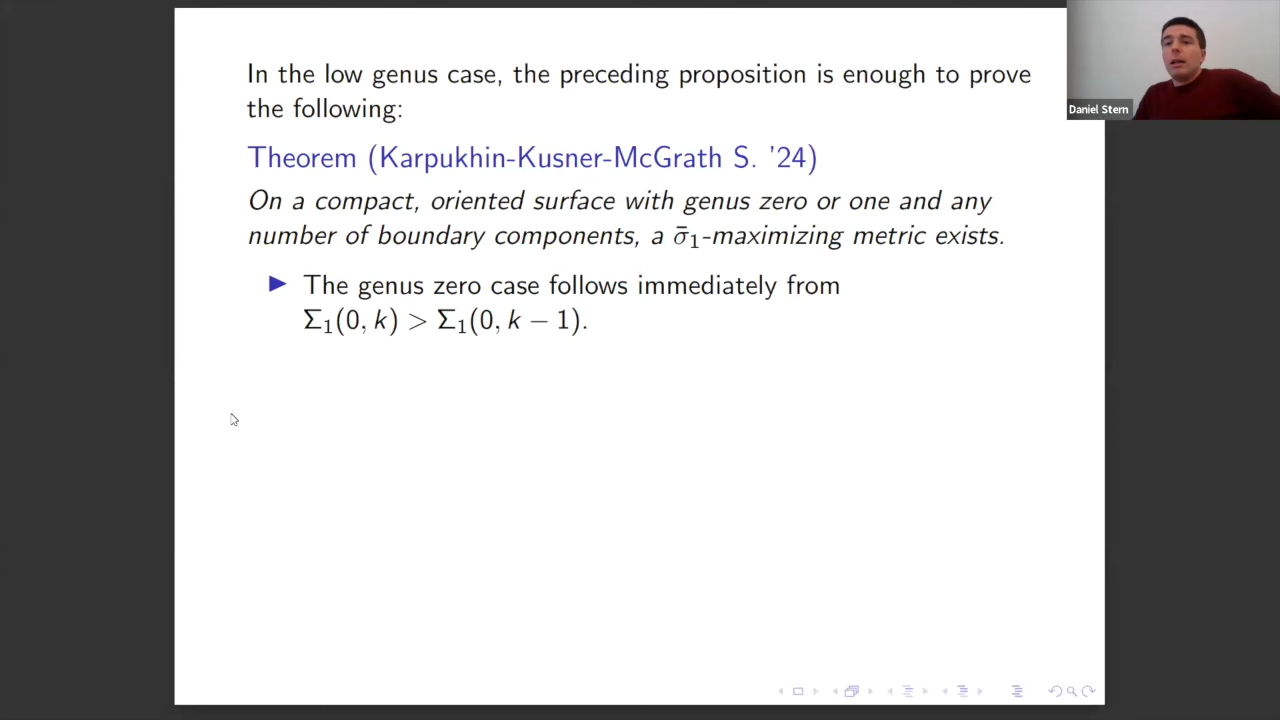 In the low genus case, the preceding proposition is enough to prove
the following:
Theorem (Karpukhin-Kusner-McGrath S. '24)
On a compact, oriented surface with genus zero or one and any
number of boundary components, a σ̄₁-maximizing metric exists.
▶ The genus zero case follows immediately from
Σ₁(0, k) > Σ₁(0, k − 1).
Daniel Stern